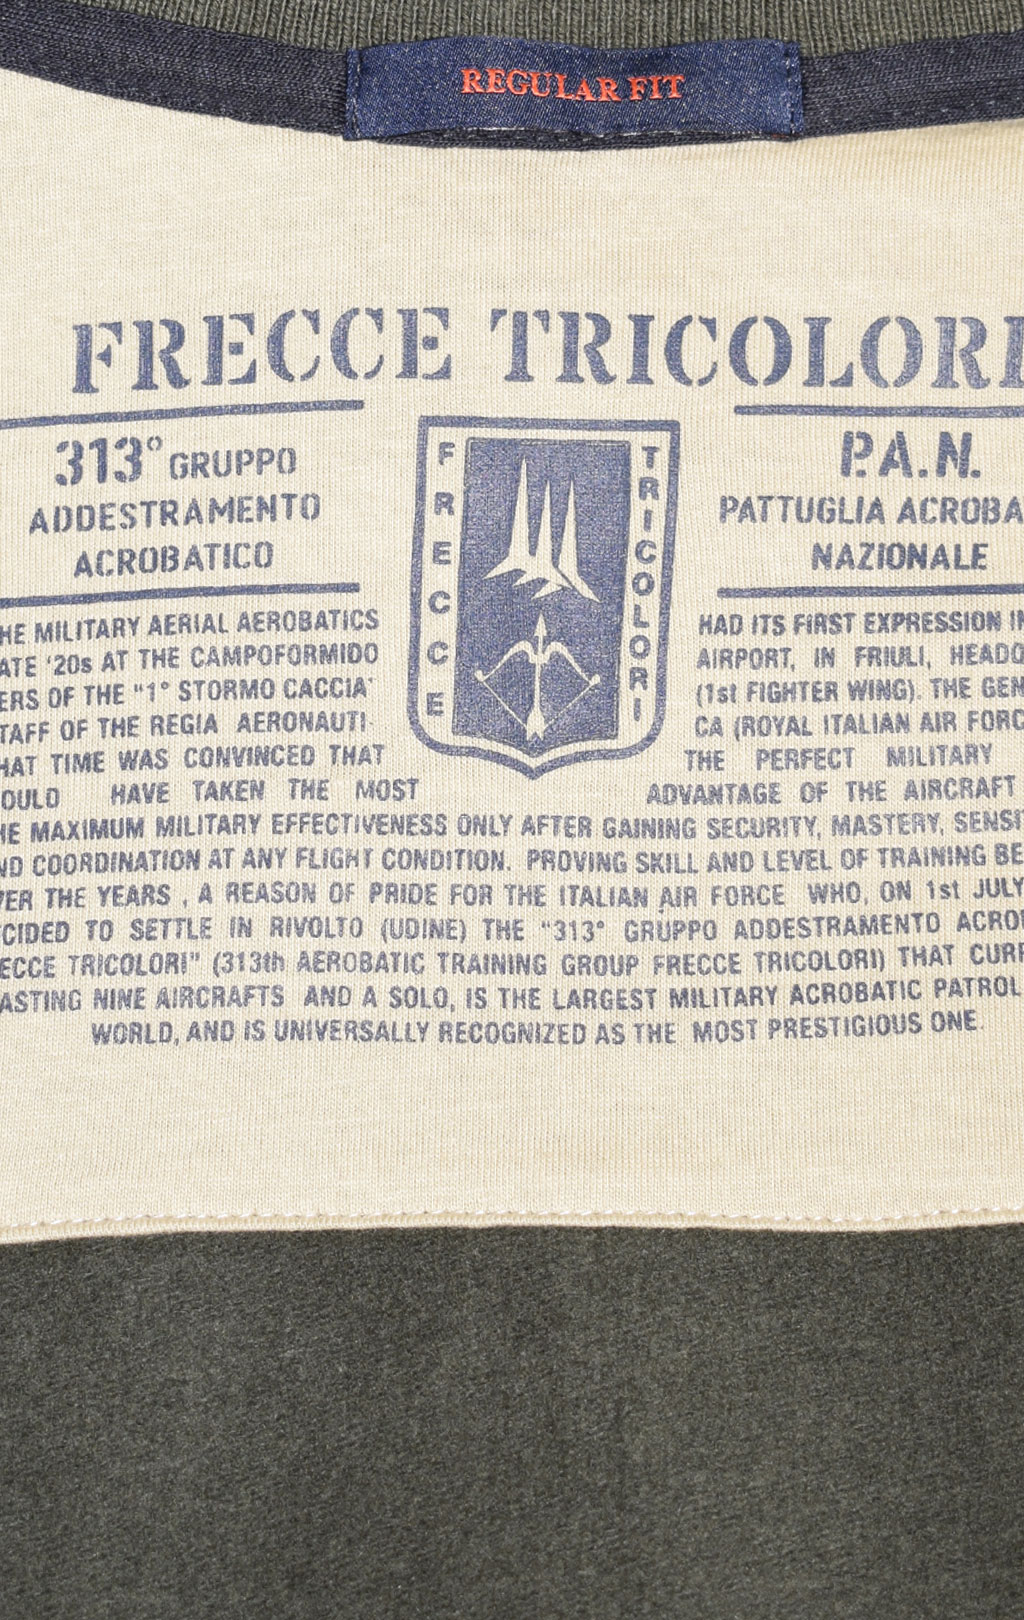 REGULAR FIT
FRECCE TRICOLORI
313° GRUPPO
ADDESTRAMENTO
ACROBATICO
FRECCE
TRICOLORI
P.A.N.
PATTUGLIA ACROBA
NAZIONALE
HE MILITARY AERIAL AEROBATICS HAD ITS FIRST EXPRESSION IN
ATE '20s AT THE CAMPOFORMIDO AIRPORT, IN FRIULI, HEADQ
ERS OF THE "1° STORMO CACCIA" (1st FIGHTER WING). THE GEN
TAFF OF THE REGIA AERONAUTI- CA (ROYAL ITALIAN AIR FORC
HAT TIME WAS CONVINCED THAT THE PERFECT MILITARY
OULD HAVE TAKEN THE MOST ADVANTAGE OF THE AIRCRAFT
HE MAXIMUM MILITARY EFFECTIVENESS ONLY AFTER GAINING SECURITY, MASTERY, SENSI
ND COORDINATION AT ANY FLIGHT CONDITION. PROVING SKILL AND LEVEL OF TRAINING BE
VER THE YEARS , A REASON OF PRIDE FOR THE ITALIAN AIR FORCE WHO, ON 1st JULY
CIDED TO SETTLE IN RIVOLTO (UDINE) THE "313° GRUPPO ADDESTRAMENTO ACROB
ECCE TRICOLORI" (313th AEROBATIC TRAINING GROUP FRECCE TRICOLORI) THAT CURR
ASTING NINE AIRCRAFTS AND A SOLO, IS THE LARGEST MILITARY ACROBATIC PATROL
WORLD, AND IS UNIVERSALLY RECOGNIZED AS THE MOST PRESTIGIOUS ONE.